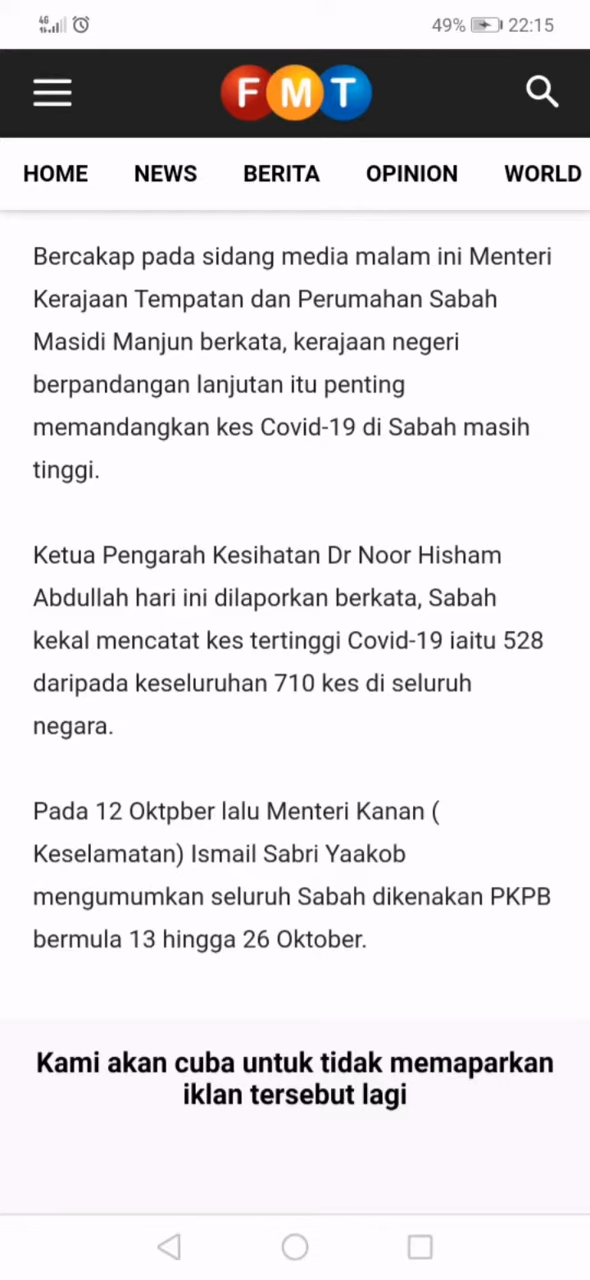 4G
49% 22:15
FMT
HOME NEWS BERITA OPINION WORLD
Bercakap pada sidang media malam ini Menteri
Kerajaan Tempatan dan Perumahan Sabah
Masidi Manjun berkata, kerajaan negeri
berpandangan lanjutan itu penting
memandangkan kes Covid-19 di Sabah masih
tinggi.
Ketua Pengarah Kesihatan Dr Noor Hisham
Abdullah hari ini dilaporkan berkata, Sabah
kekal mencatat kes tertinggi Covid-19 iaitu 528
daripada keseluruhan 710 kes di seluruh
negara.
Pada 12 Oktpber lalu Menteri Kanan (
Keselamatan) Ismail Sabri Yaakob
mengumumkan seluruh Sabah dikenakan PKPB
bermula 13 hingga 26 Oktober.
Kami akan cuba untuk tidak memaparkan
iklan tersebut lagi